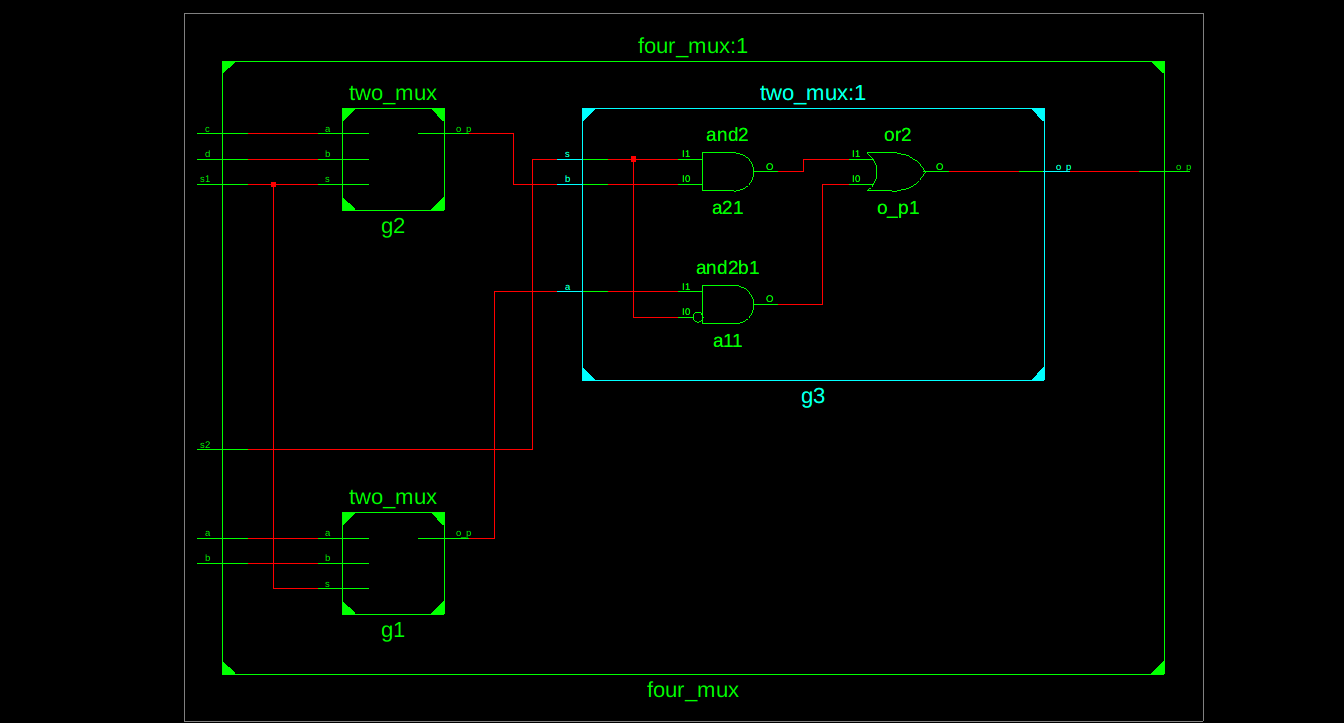 four_mux:1
two_mux
two_mux:1
and2
or2
c
a
o_p
d
b
s1
s
g2
s
b
I1
O
I0
a21
I1
O
I0
o_p1
o_p
o_p
and2b1
a
I1
O
I0
a11
g3
s2
two_mux
a
a
o_p
b
b
s
g1
four_mux